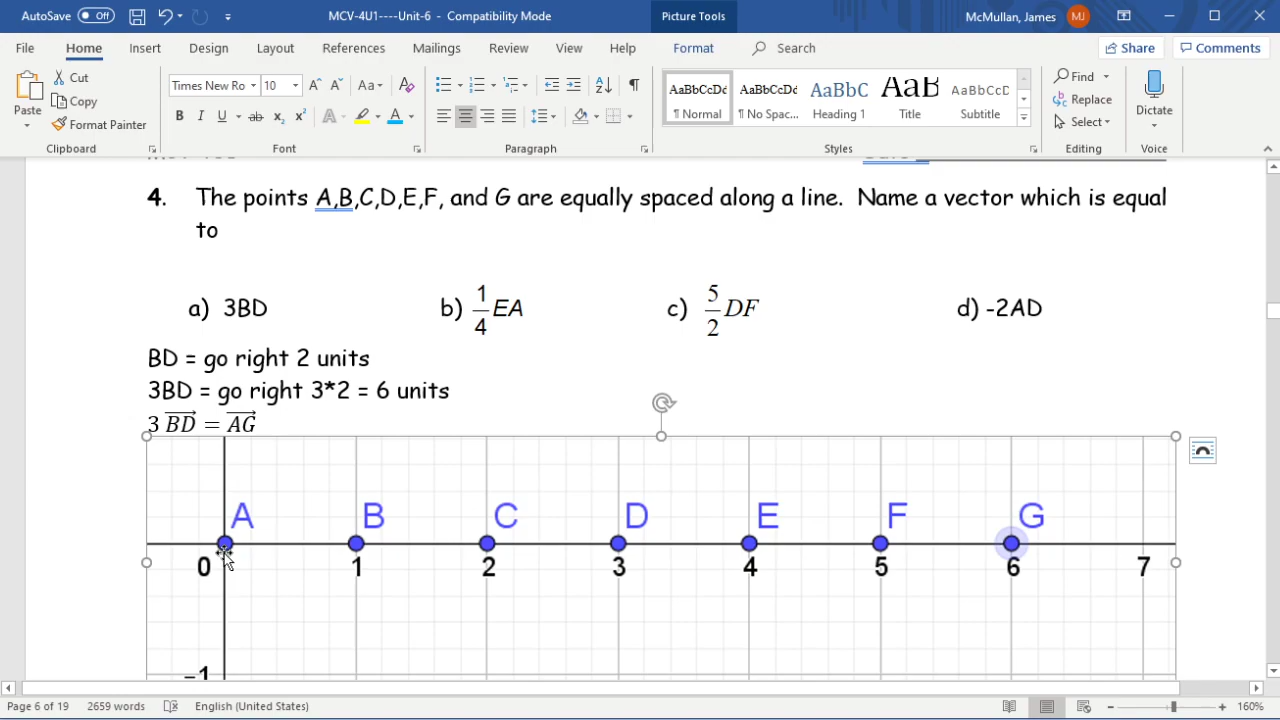 AutoSave Off MCV-4U1----Unit-6 - Compatibility Mode Picture Tools McMullan, James MJ
File Home Insert Design Layout References Mailings Review View Help Format Search Share Comments
Paste Cut Copy Format Painter
Times New Ro 10
AaBbCcDd AaBbCcDd AaBbC AaB AaBbCcD
¶ Normal ¶ No Spac... Heading 1 Title Subtitle
Find Replace Select
Dictate
Clipboard Font Paragraph Styles Editing Voice
4. The points A,B,C,D,E,F, and G are equally spaced along a line. Name a vector which is equal
to
a) 3BD b) 1/4 EA c) 5/2 DF d) -2AD
BD = go right 2 units
3BD = go right 3*2 = 6 units
3 BD = AG
A B C D E F G
0 1 2 3 4 5 6 7
-1
Page 6 of 19 2659 words English (United States) 160%